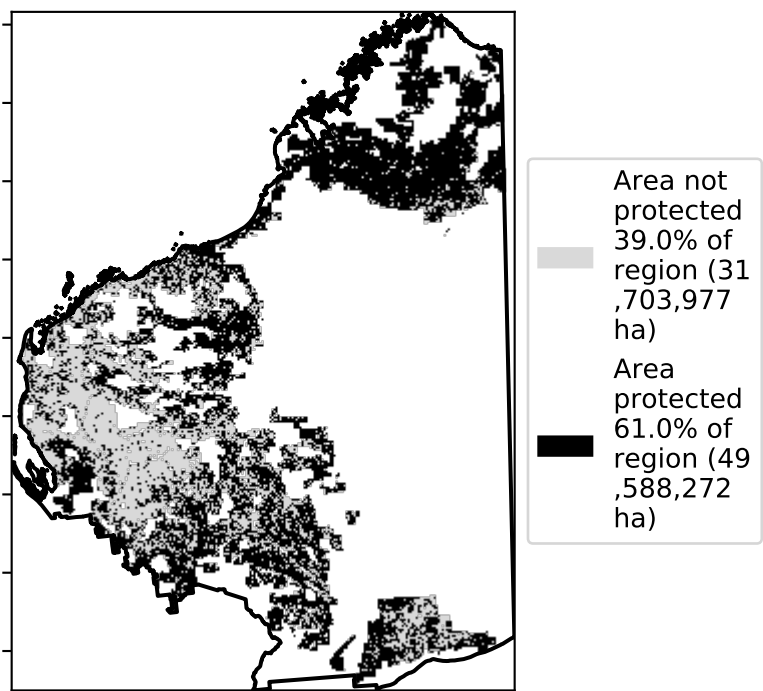 Area not
protected
39.0% of
region (31
,703,977
ha)
Area
protected
61.0% of
region (49
,588,272
ha)